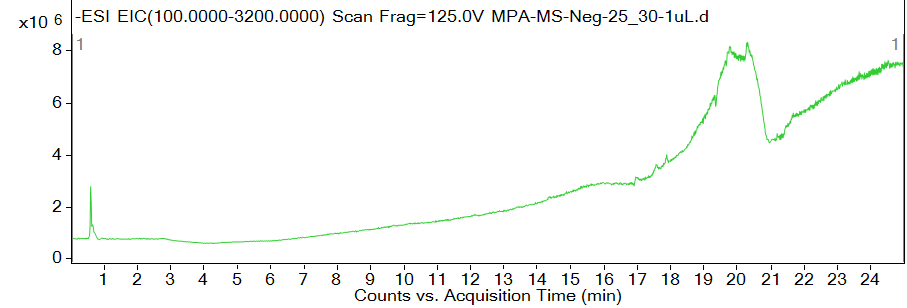 -ESI EIC(100.0000-3200.0000) Scan Frag=125.0V MPA-MS-Neg-25_30-1uL.d
x10 6
1 1
8
6
4
2
0
1 2 3 4 5 6 7 8 9 10 11 12 13 14 15 16 17 18 19 20 21 22 23 24
Counts vs. Acquisition Time (min)